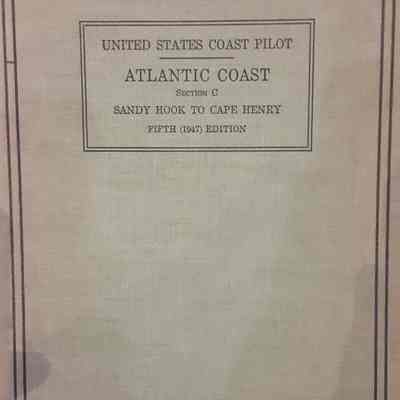 UNITED STATES COAST PILOT
ATLANTIC COAST
SECTION C
SANDY HOOK TO CAPE HENRY
FIFTH (1947) EDITION